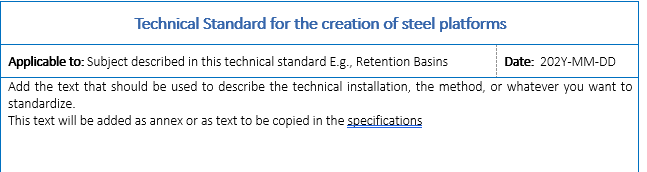 Technical Standard for the creation of steel platforms
Applicable to: Subject described in this technical standard E.g., Retention Basins
Date: 202Y-MM-DD
Add the text that should be used to describe the technical installation, the method, or whatever you want to
standardize.
This text will be added as annex or as text to be copied in the specifications